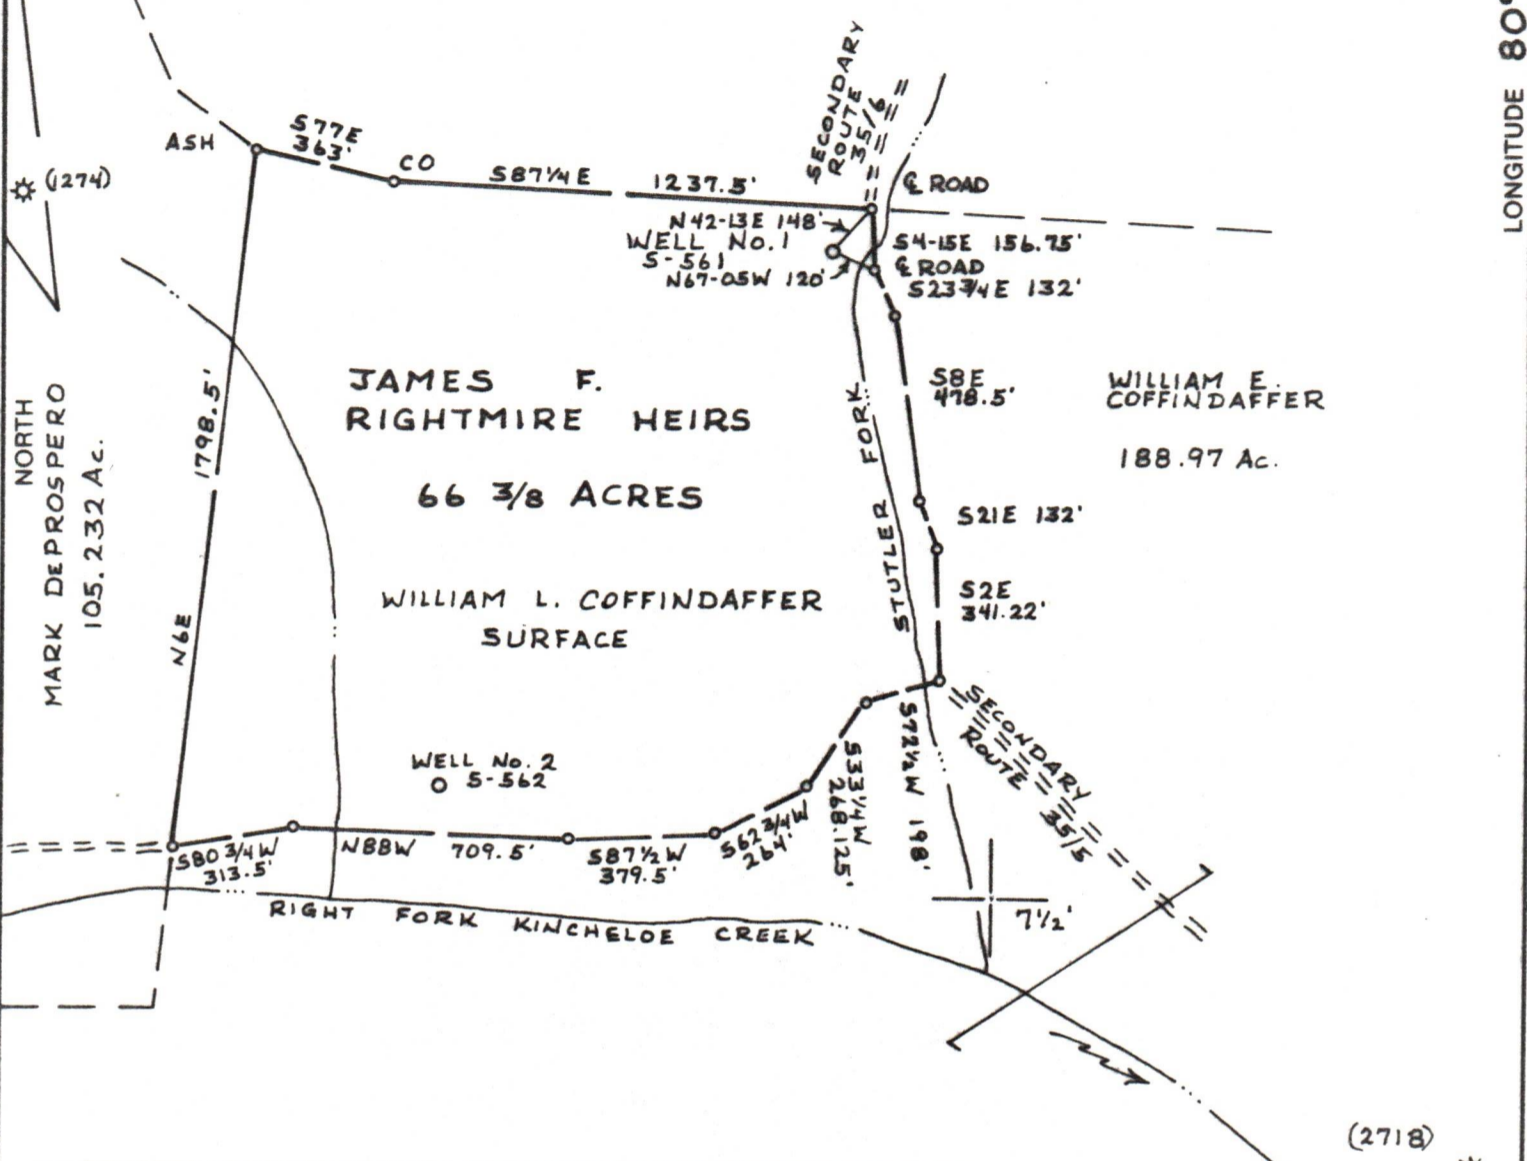 LONGITUDE 80°
SECONDARY
ROUTE
35/6
ASH
S77E
363'
CO
S87¼E 1237.5'
₵ ROAD
(1274)
N42-13E 148'
WELL No. 1
S-561
N67-05W 120'
S4-15E 156.75'
₵ ROAD
S23¾E 132'
JAMES F.
RIGHTMIRE HEIRS
66 3/8 ACRES
WILLIAM L. COFFINDAFFER
SURFACE
S8E
478.5'
WILLIAM E.
COFFINDAFFER
188.97 Ac.
S21E 132'
S2E
341.22'
STUTLER FORK
NORTH
MARK DEPROSPERO
105.232 Ac.
N6E 1798.5'
WELL No. 2
S-562
SECONDARY
ROUTE 35/5
S72½W 198'
S33¼W
268.125'
S62¾W
264'
S87½W
379.5'
N88W 709.5'
S80¾W
313.5'
RIGHT FORK KINCHELOE CREEK
7½'
(2718)